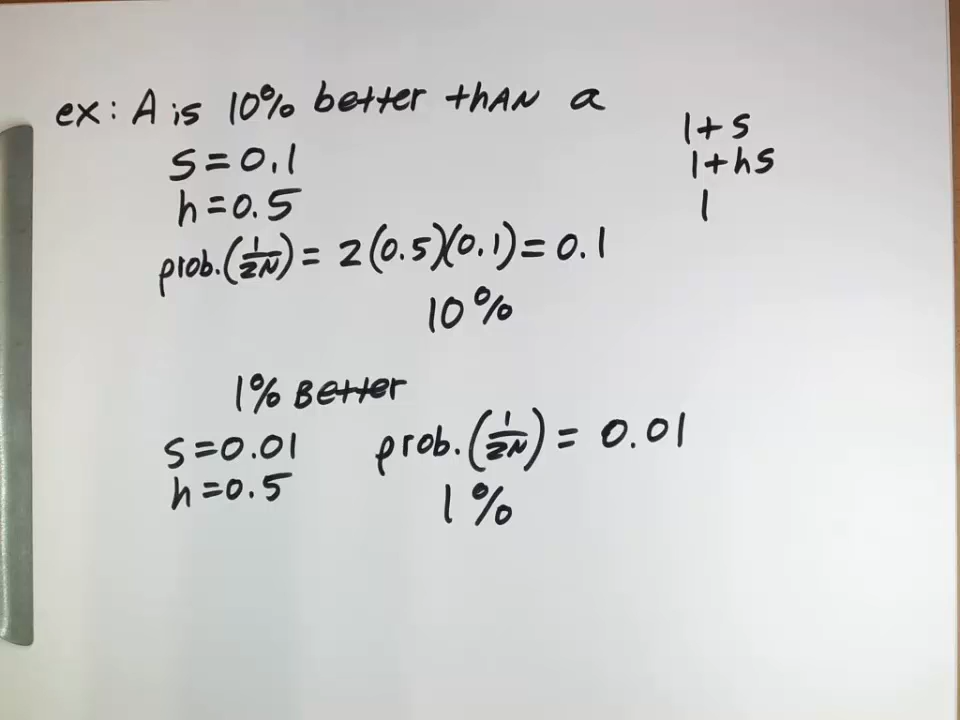 ex: A is 10% better thAN a
s=0.1
h=0.5
prob.(1/2N)= 2(0.5)(0.1)=0.1
10%
1+s
1+hs
1
1% Better
s=0.01
h=0.5
prob.(1/2N)= 0.01
1%